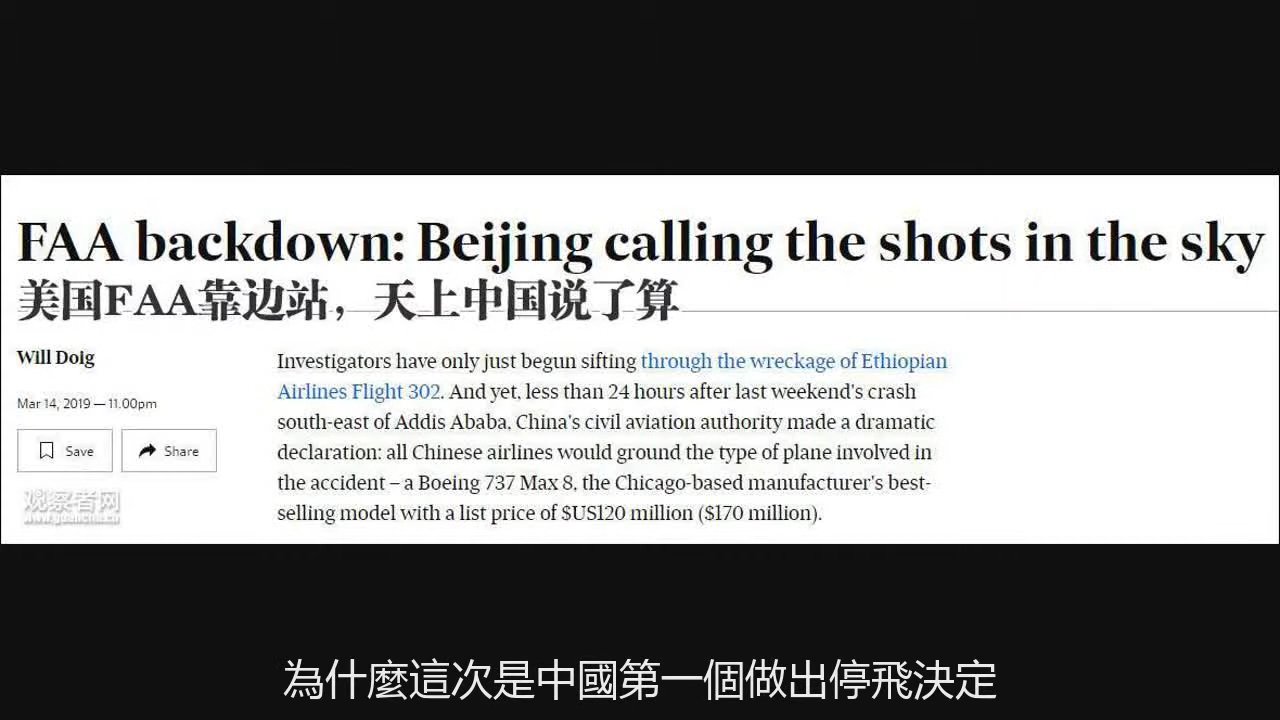 FAA backdown: Beijing calling the shots in the sky
美国FAA靠边站，天上中国说了算
Will Doig
Mar 14, 2019 — 11.00pm
Save
Share
观察者网
www.guancha.cn
Investigators have only just begun sifting through the wreckage of Ethiopian
Airlines Flight 302. And yet, less than 24 hours after last weekend's crash
south-east of Addis Ababa, China's civil aviation authority made a dramatic
declaration: all Chinese airlines would ground the type of plane involved in
the accident – a Boeing 737 Max 8, the Chicago-based manufacturer's best-
selling model with a list price of $US120 million ($170 million).
為什麼這次是中國第一個做出停飛決定